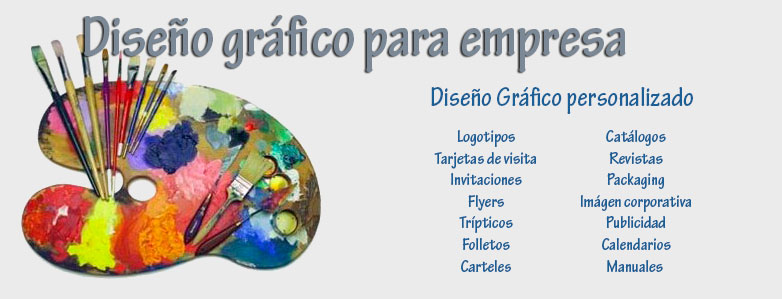 Diseño gráfico para empresa
Diseño Gráfico personalizado
Logotipos
Tarjetas de visita
Invitaciones
Flyers
Trípticos
Folletos
Carteles
Catálogos
Revistas
Packaging
Imágen corporativa
Publicidad
Calendarios
Manuales